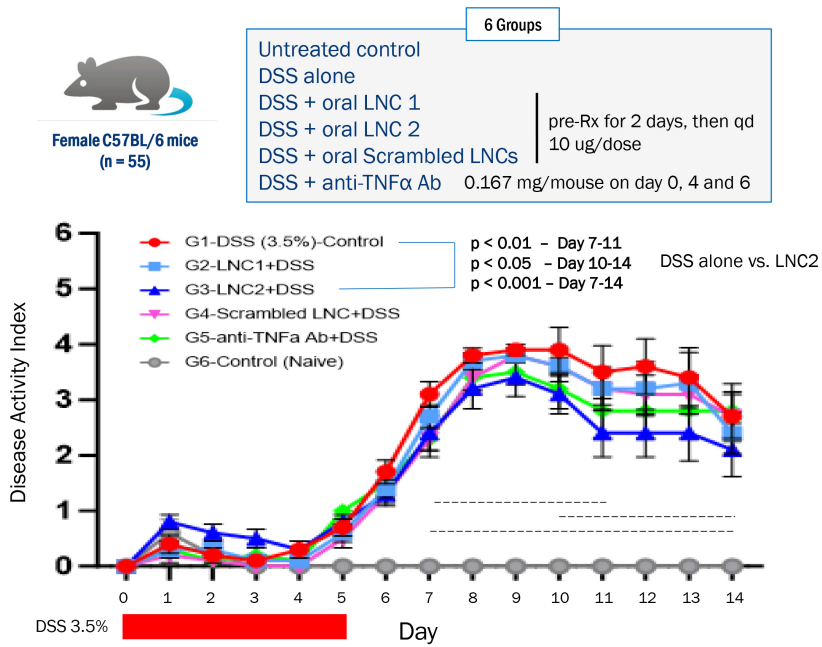 6 Groups
Untreated control
DSS alone
DSS + oral LNC 1
DSS + oral LNC 2
DSS + oral Scrambled LNCs
DSS + anti-TNFα Ab
pre-Rx for 2 days, then qd
10 ug/dose
0.167 mg/mouse on day 0, 4 and 6
Female C57BL/6 mice
(n = 55)
G1-DSS (3.5%)-Control
G2-LNC1+DSS
G3-LNC2+DSS
G4-Scrambled LNC+DSS
G5-anti-TNFa Ab+DSS
G6-Control (Naive)
p < 0.01 – Day 7-11
p < 0.05 – Day 10-14
p < 0.001 – Day 7-14
DSS alone vs. LNC2
Disease Activity Index
6
5
4
3
2
1
0
0 1 2 3 4 5 6 7 8 9 10 11 12 13 14
DSS 3.5%
Day